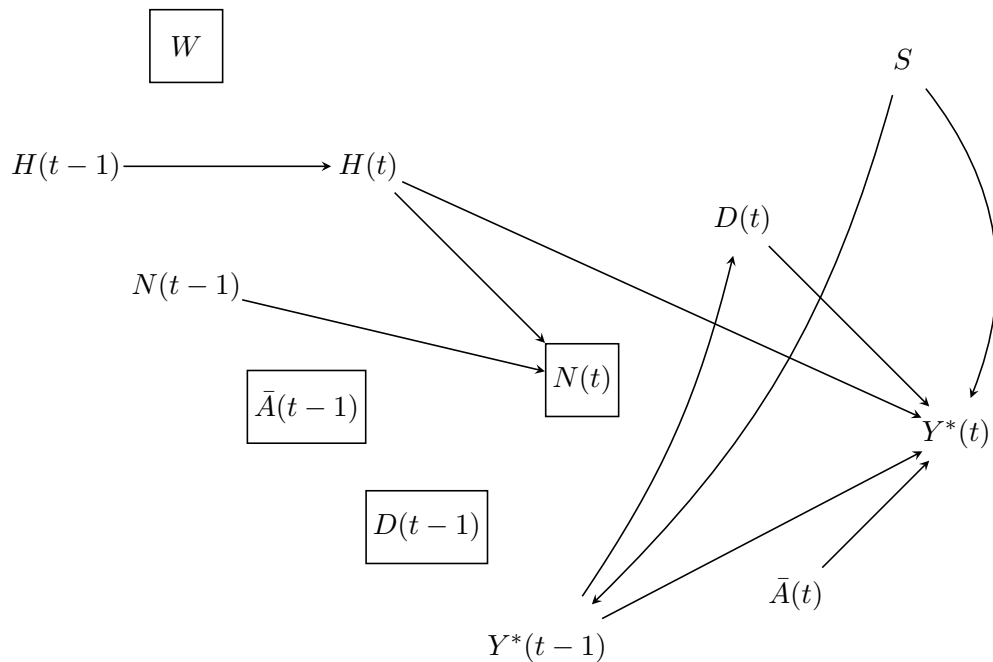 W
S
H(t−1)
H(t)
D(t)
N(t−1)
N(t)
Ā(t−1)
Y*(t)
D(t−1)
Ā(t)
Y*(t−1)